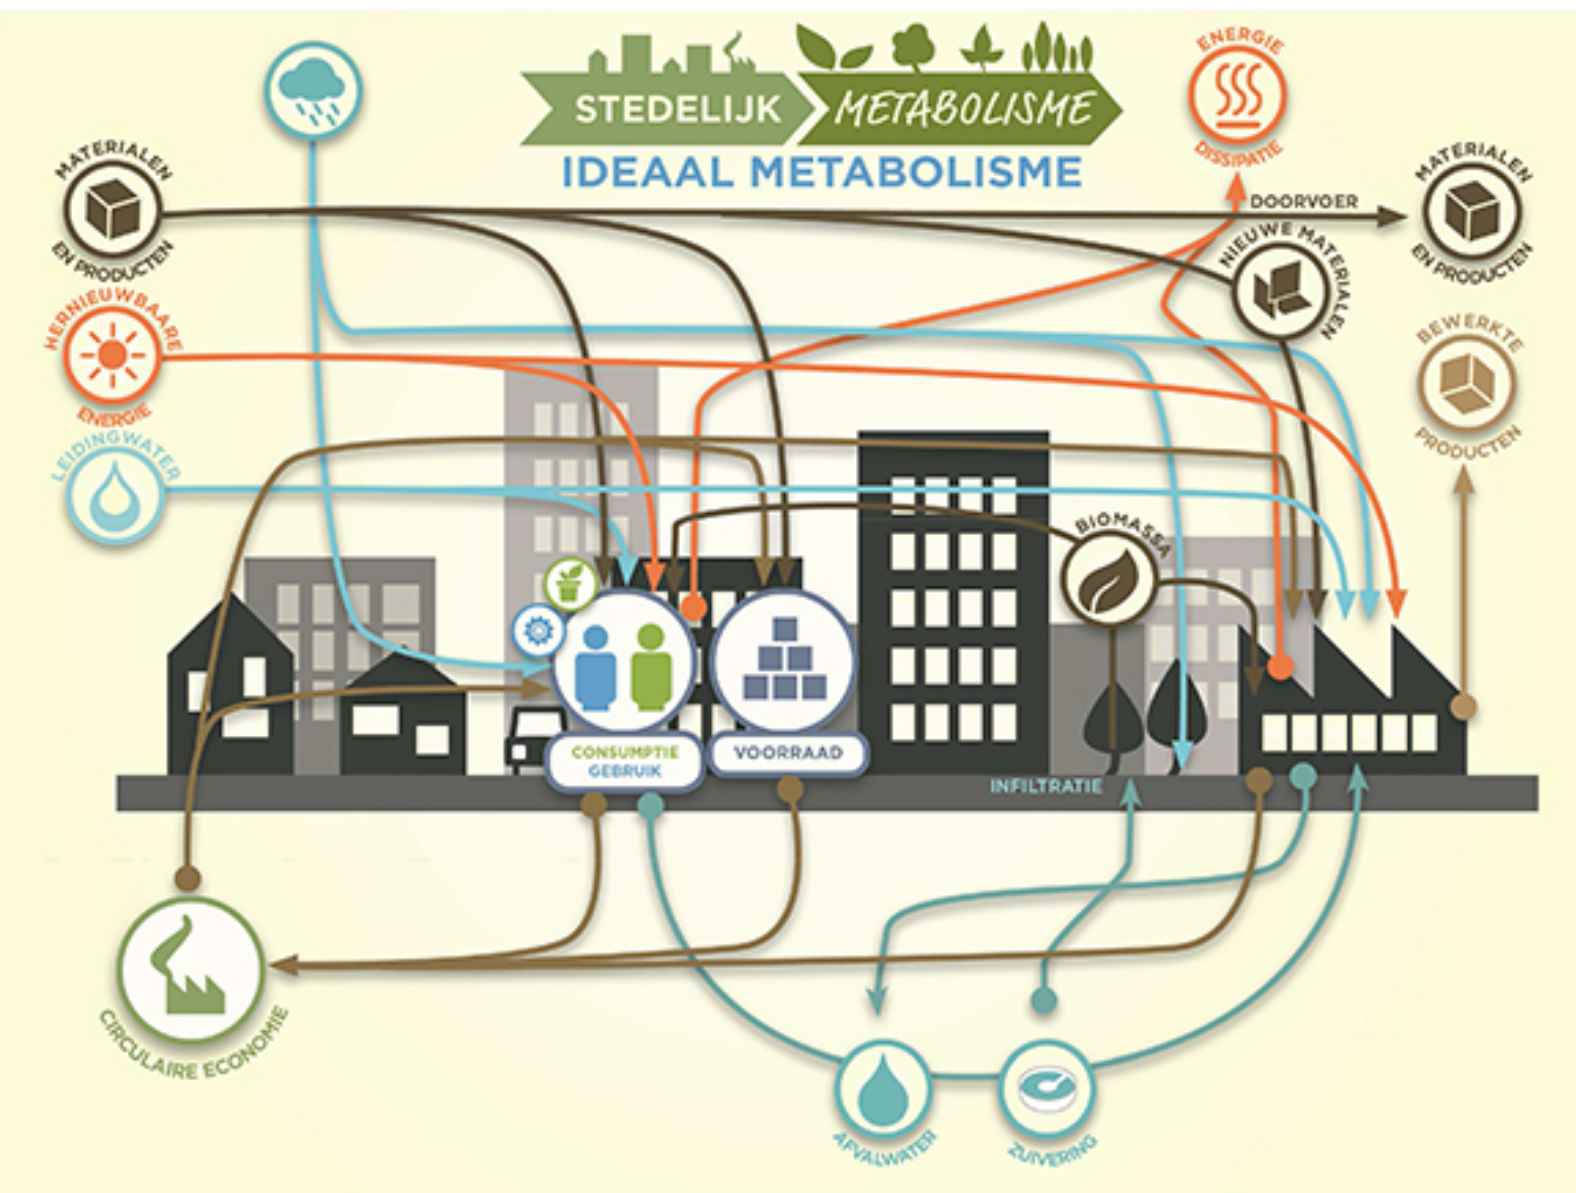 STEDELIJK METABOLISME
IDEAAL METABOLISME
ENERGIE
DISSIPATIE
MATERIALEN
EN PRODUCTEN
DOORVOER
MATERIALEN
EN PRODUCTEN
NIEUWE MATERIALEN
HERNIEUWBAARE
ENERGIE
BEWERKTE
PRODUCTEN
LEIDINGWATER
BIOMASSA
CONSUMPTIE
GEBRUIK
VOORRAAD
INFILTRATIE
CIRCULAIRE ECONOMIE
AFVALWATER
ZUIVERING